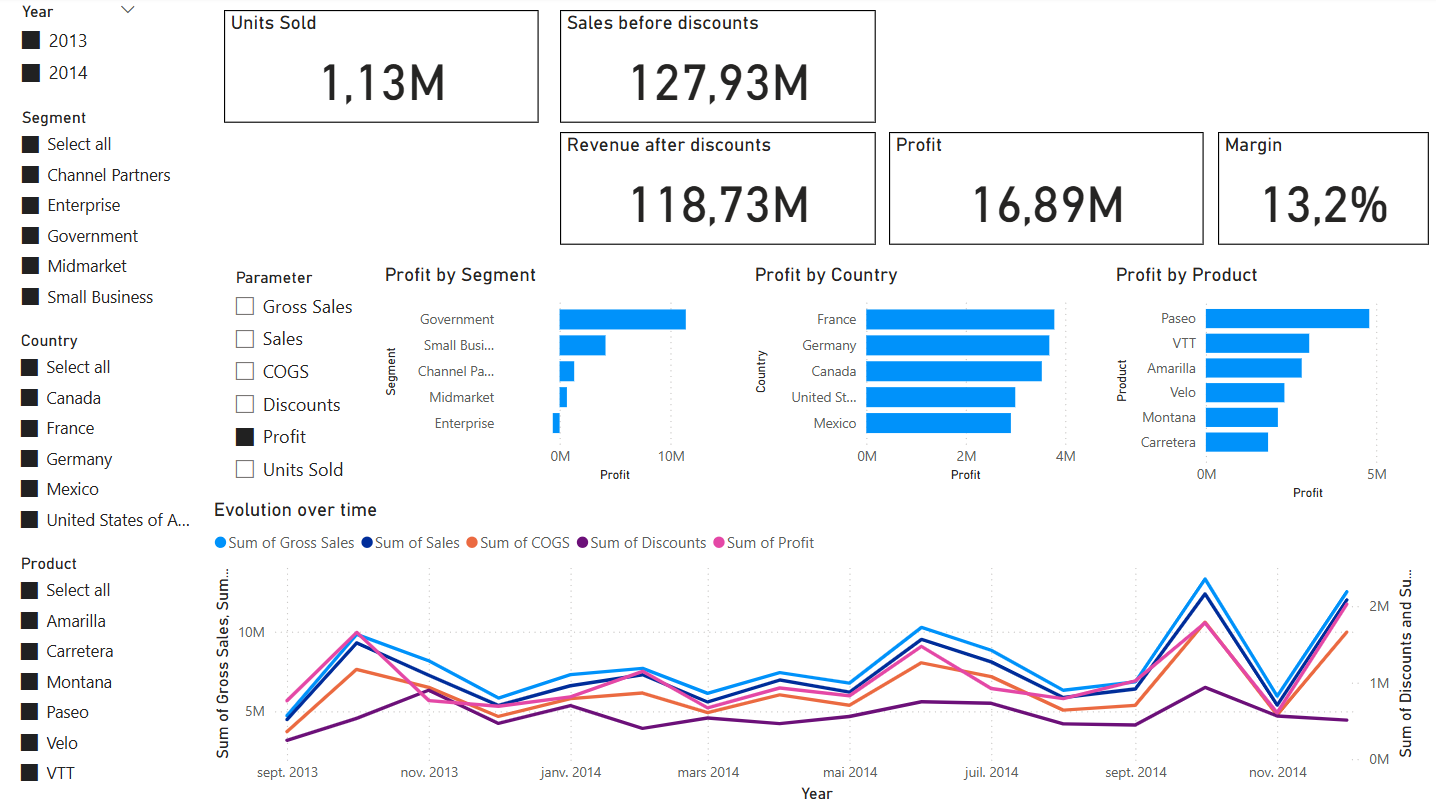 Year
2013
2014
Segment
Select all
Channel Partners
Enterprise
Government
Midmarket
Small Business
Country
Select all
Canada
France
Germany
Mexico
United States of A...
Product
Select all
Amarilla
Carretera
Montana
Paseo
Velo
VTT
Units Sold
1,13M
Sales before discounts
127,93M
Revenue after discounts
118,73M
Profit
16,89M
Margin
13,2%
Parameter
Gross Sales
Sales
COGS
Discounts
Profit
Units Sold
Profit by Segment
Segment
Government
Small Busi...
Channel Pa...
Midmarket
Enterprise
0M 10M
Profit
Profit by Country
Country
France
Germany
Canada
United St...
Mexico
0M 2M 4M
Profit
Profit by Product
Product
Paseo
VTT
Amarilla
Velo
Montana
Carretera
0M 5M
Profit
Evolution over time
Sum of Gross Sales Sum of Sales Sum of COGS Sum of Discounts Sum of Profit
Sum of Gross Sales, Sum...
10M
5M
2M
1M
0M
Sum of Discounts and Su...
sept. 2013 nov. 2013 janv. 2014 mars 2014 mai 2014 juil. 2014 sept. 2014 nov. 2014
Year